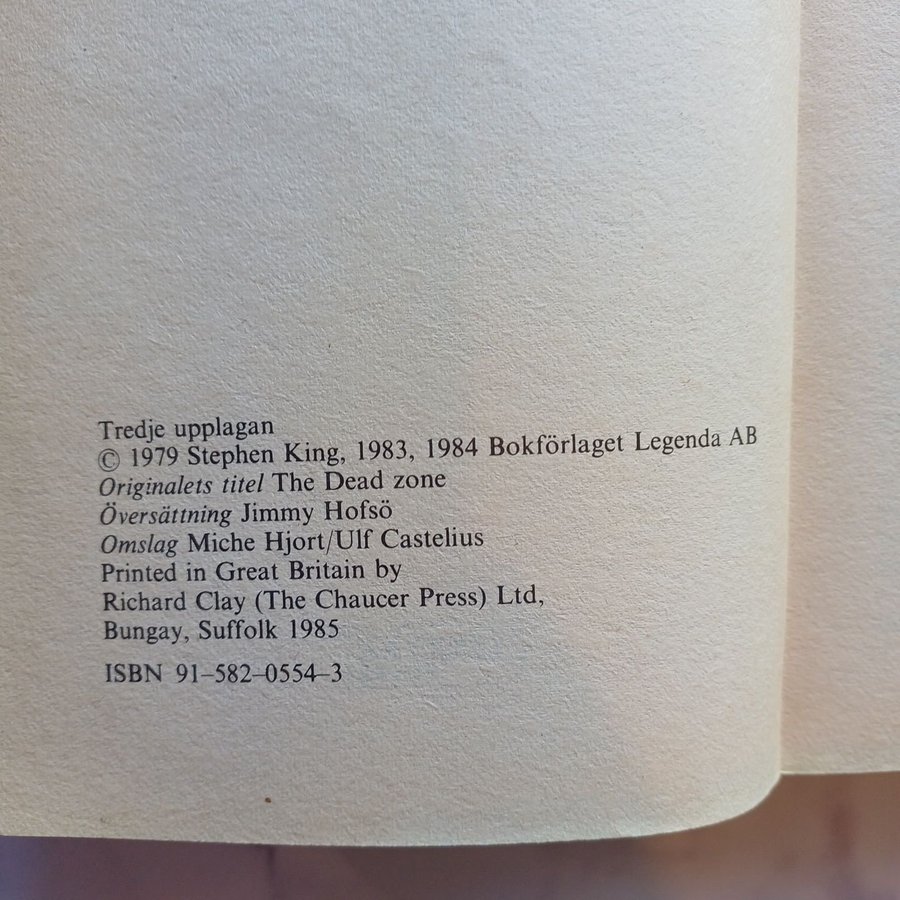 Tredje upplagan
© 1979 Stephen King, 1983, 1984 Bokförlaget Legenda AB
Originalets titel The Dead zone
Översättning Jimmy Hofsö
Omslag Miche Hjort/Ulf Castelius
Printed in Great Britain by
Richard Clay (The Chaucer Press) Ltd,
Bungay, Suffolk 1985
ISBN 91–582–0554–3